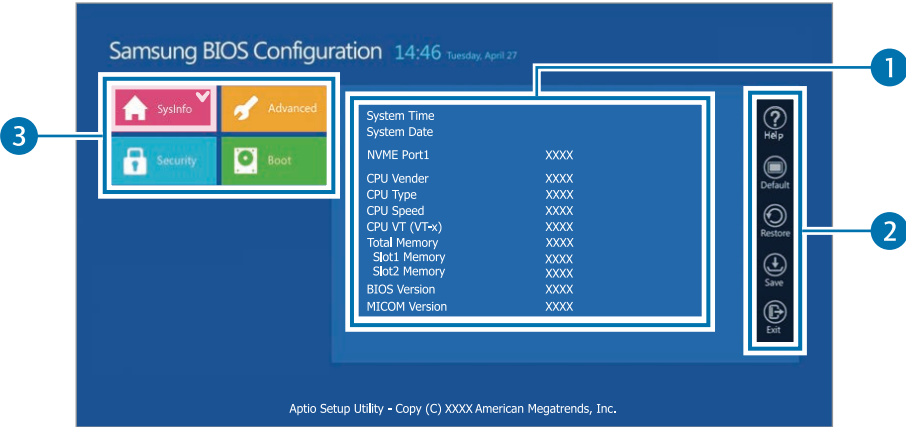 Samsung BIOS Configuration 14:46 Tuesday, April 27
1
SysInfo Advanced
Security Boot
3
System Time
System Date
NVME Port1 XXXX
CPU Vender XXXX
CPU Type XXXX
CPU Speed XXXX
CPU VT (VT-x) XXXX
Total Memory XXXX
Slot1 Memory XXXX
Slot2 Memory XXXX
BIOS Version XXXX
MICOM Version XXXX
Help
Default
Restore
Save
Exit
2
Aptio Setup Utility - Copy (C) XXXX American Megatrends, Inc.